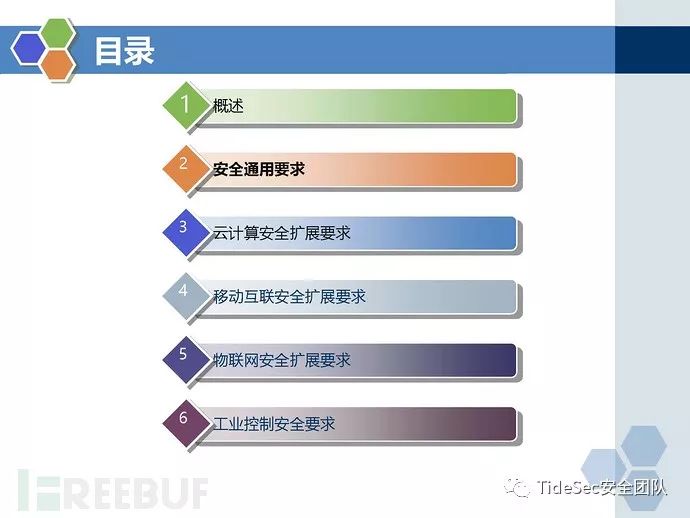 目录
1 概述
2 安全通用要求
3 云计算安全扩展要求
4 移动互联安全扩展要求
5 物联网安全扩展要求
6 工业控制安全要求
FREEBUF
TideSec安全团队